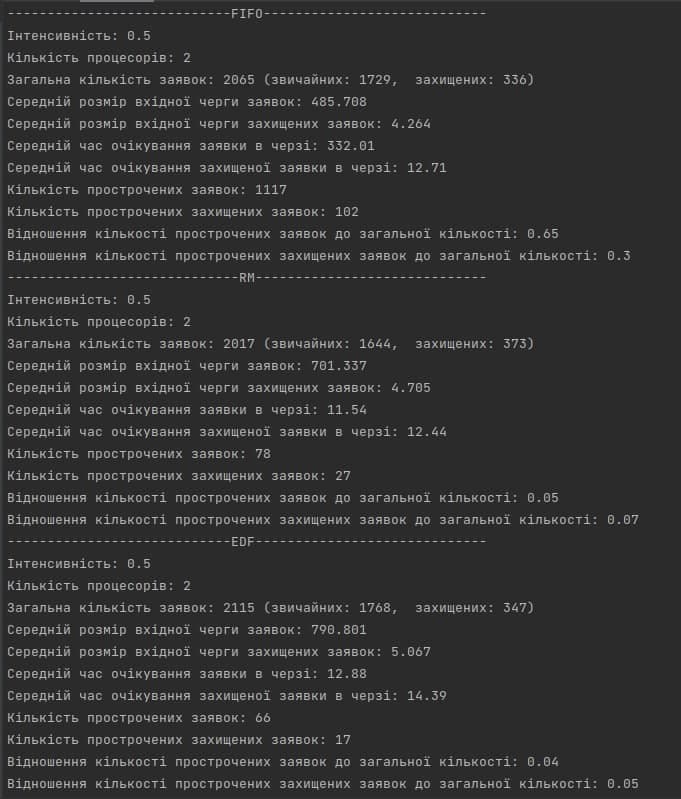 ----------------------------FIFO----------------------------
Інтенсивність: 0.5
Кількість процесорів: 2
Загальна кількість заявок: 2065 (звичайних: 1729,  захищених: 336)
Середній розмір вхідної черги заявок: 485.708
Середній розмір вхідної черги захищених заявок: 4.264
Середній час очікування заявки в черзі: 332.01
Середній час очікування захищеної заявки в черзі: 12.71
Кількість прострочених заявок: 1117
Кількість прострочених захищених заявок: 102
Відношення кількості прострочених заявок до загальної кількості: 0.65
Відношення кількості прострочених захищених заявок до загальної кількості: 0.3
-----------------------------RM-----------------------------
Інтенсивність: 0.5
Кількість процесорів: 2
Загальна кількість заявок: 2017 (звичайних: 1644,  захищених: 373)
Середній розмір вхідної черги заявок: 701.337
Середній розмір вхідної черги захищених заявок: 4.705
Середній час очікування заявки в черзі: 11.54
Середній час очікування захищеної заявки в черзі: 12.44
Кількість прострочених заявок: 78
Кількість прострочених захищених заявок: 27
Відношення кількості прострочених заявок до загальної кількості: 0.05
Відношення кількості прострочених захищених заявок до загальної кількості: 0.07
----------------------------EDF-----------------------------
Інтенсивність: 0.5
Кількість процесорів: 2
Загальна кількість заявок: 2115 (звичайних: 1768,  захищених: 347)
Середній розмір вхідної черги заявок: 790.801
Середній розмір вхідної черги захищених заявок: 5.067
Середній час очікування заявки в черзі: 12.88
Середній час очікування захищеної заявки в черзі: 14.39
Кількість прострочених заявок: 66
Кількість прострочених захищених заявок: 17
Відношення кількості прострочених заявок до загальної кількості: 0.04
Відношення кількості прострочених захищених заявок до загальної кількості: 0.05